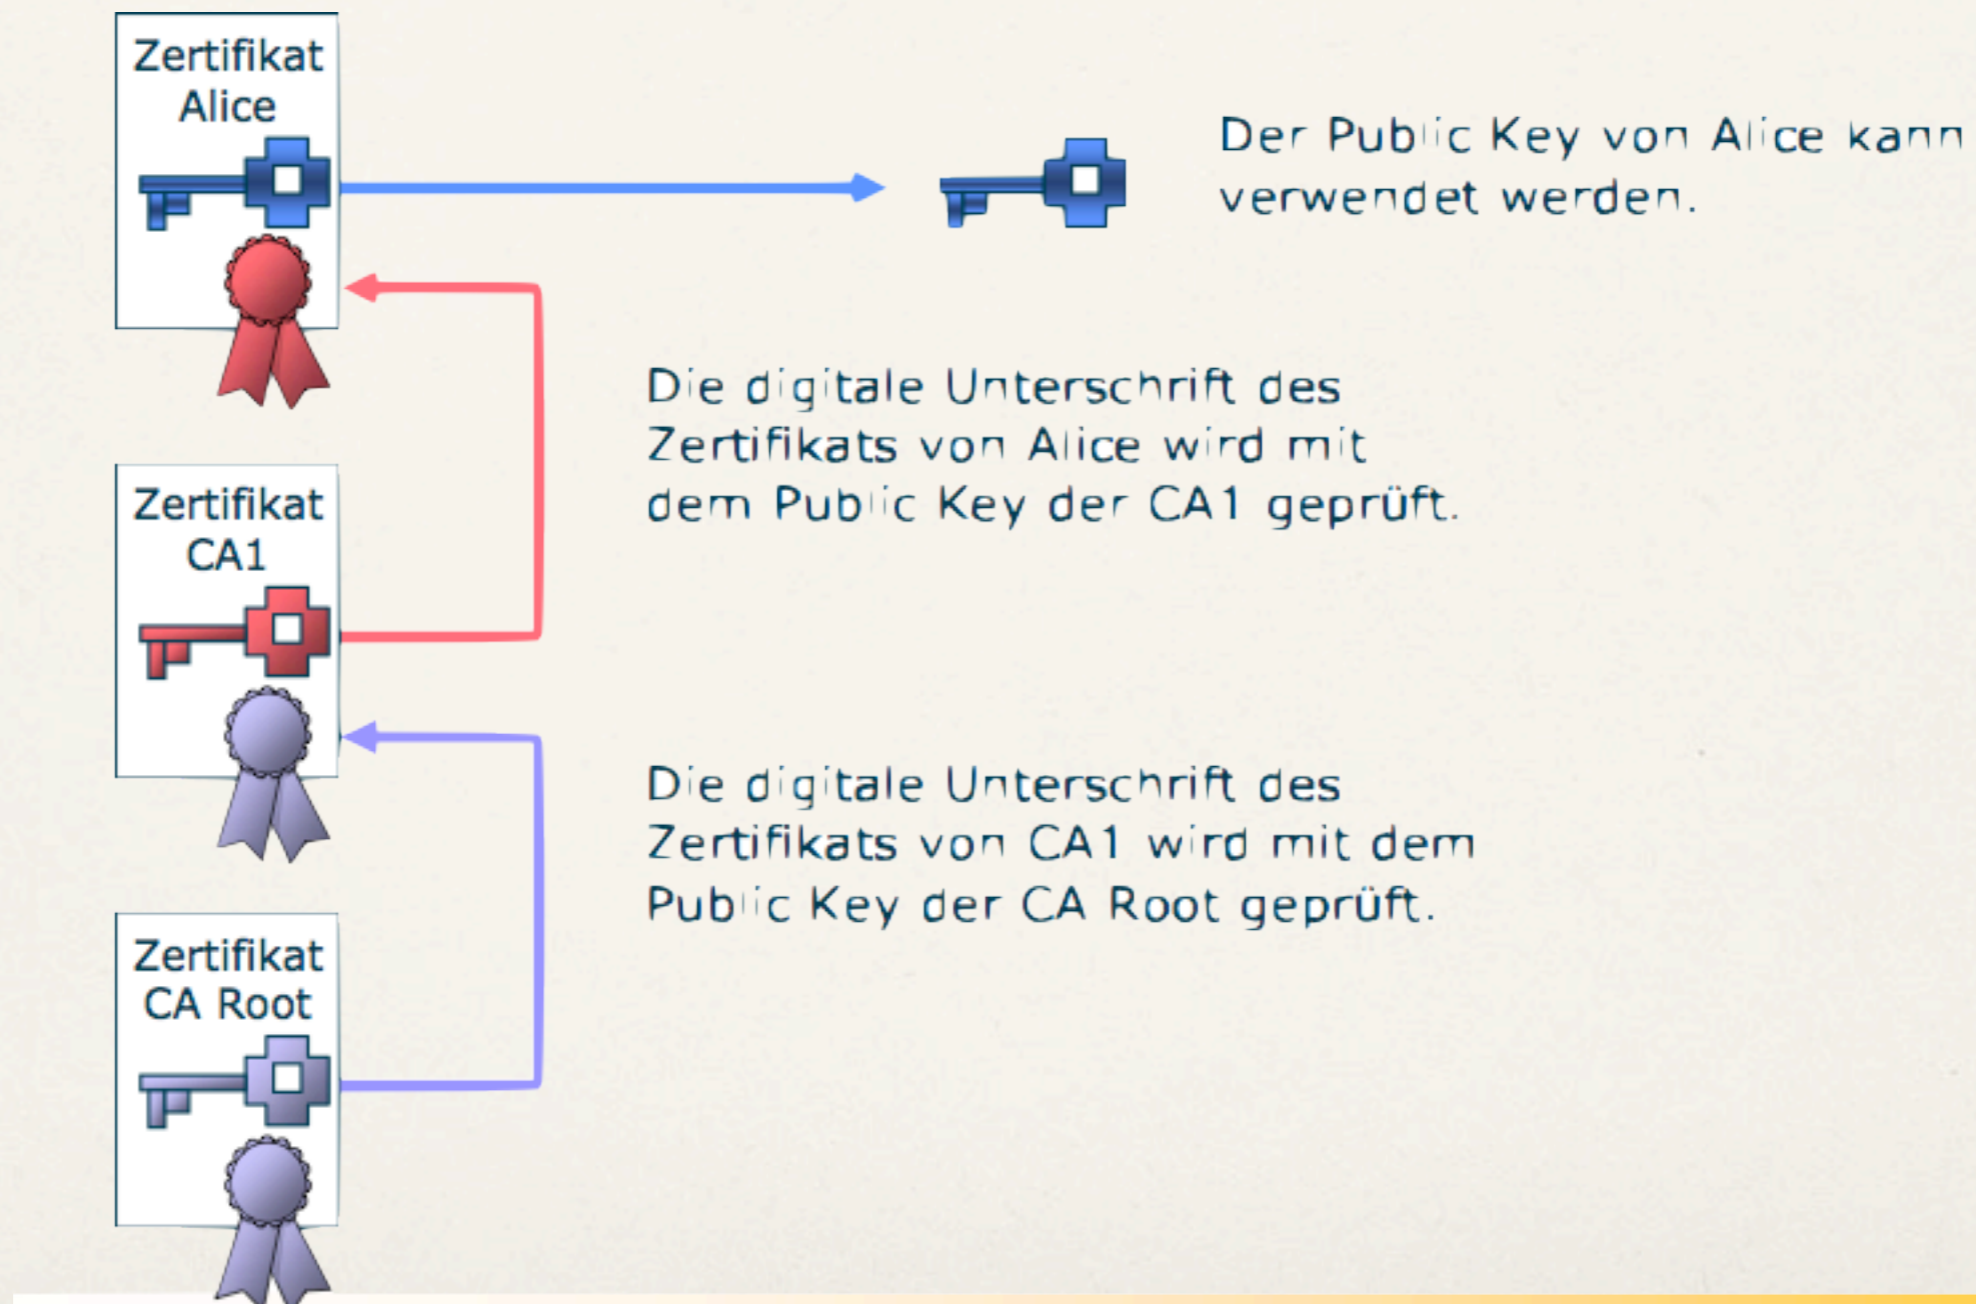 Zertifikat
Alice
Der Public Key von Alice kann
verwendet werden.
Die digitale Unterschrift des
Zertifikats von Alice wird mit
dem Public Key der CA1 geprüft.
Zertifikat
CA1
Die digitale Unterschrift des
Zertifikats von CA1 wird mit dem
Public Key der CA Root geprüft.
Zertifikat
CA Root